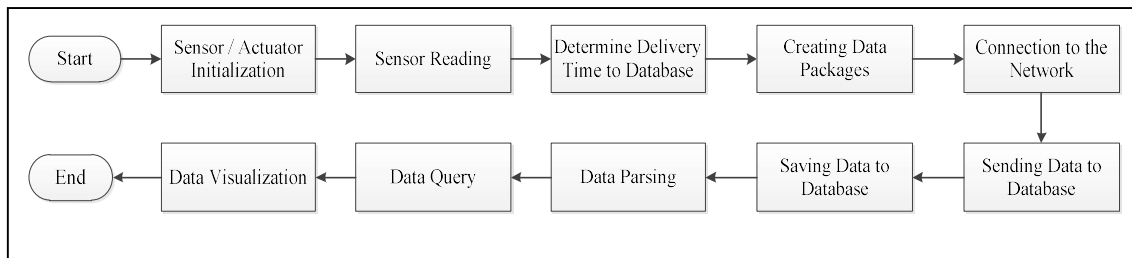 Start
Sensor / Actuator
Initialization
Sensor Reading
Determine Delivery
Time to Database
Creating Data
Packages
Connection to the
Network
Sending Data to
Database
Saving Data to
Database
Data Parsing
Data Query
Data Visualization
End